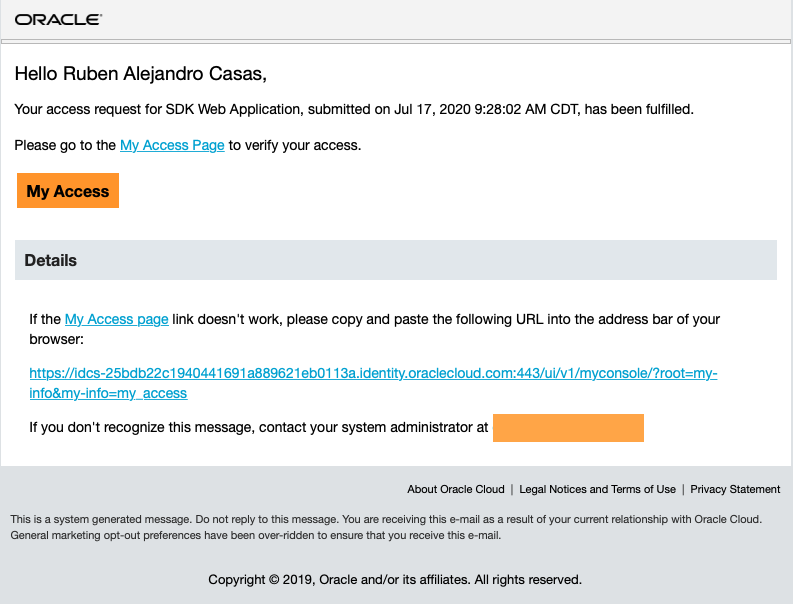 ORACLE®
Hello Ruben Alejandro Casas,
Your access request for SDK Web Application, submitted on Jul 17, 2020 9:28:02 AM CDT, has been fulfilled.
Please go to the My Access Page to verify your access.
My Access
Details
If the My Access page link doesn't work, please copy and paste the following URL into the address bar of your
browser:
https://idcs-25bdb22c1940441691a889621eb0113a.identity.oraclecloud.com:443/ui/v1/myconsole/?root=my-
info&my-info=my_access
If you don't recognize this message, contact your system administrator at
About Oracle Cloud | Legal Notices and Terms of Use | Privacy Statement
This is a system generated message. Do not reply to this message. You are receiving this e-mail as a result of your current relationship with Oracle Cloud.
General marketing opt-out preferences have been over-ridden to ensure that you receive this e-mail.
Copyright © 2019, Oracle and/or its affiliates. All rights reserved.